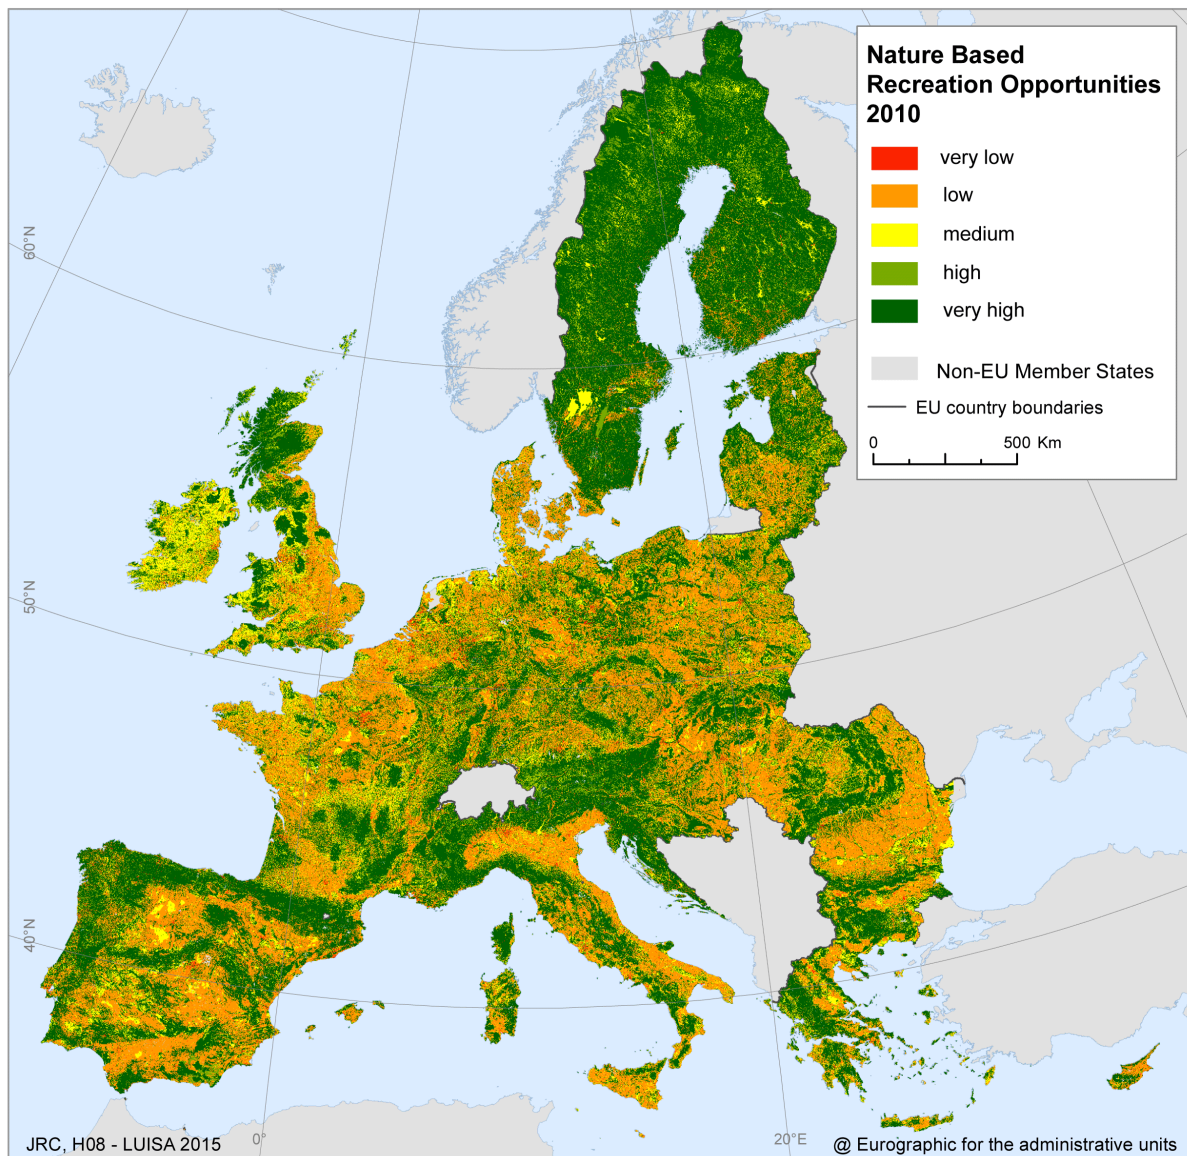 Nature Based
Recreation Opportunities
2010
very low
low
medium
high
very high
Non-EU Member States
EU country boundaries
0 500 Km
60°N
50°N
40°N
0°
20°E
JRC, H08 - LUISA 2015
@ Eurographic for the administrative units